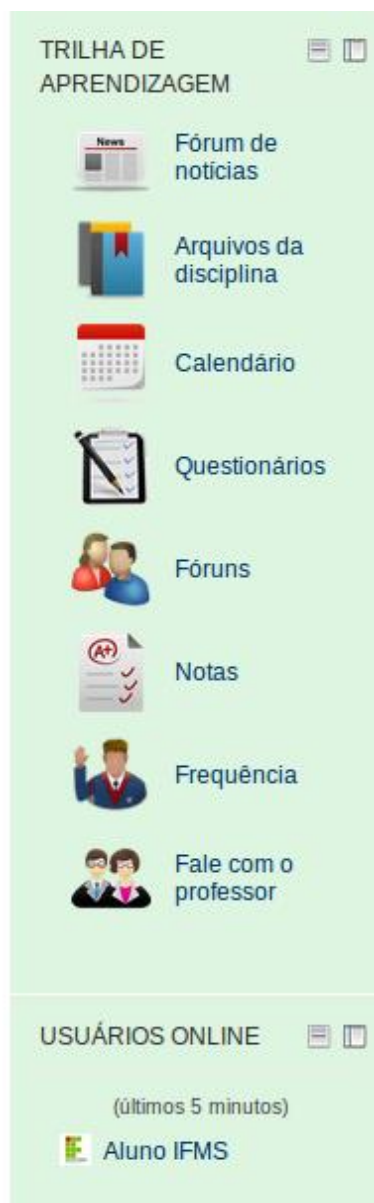 TRILHA DE
APRENDIZAGEM
News
Fórum de
notícias
Arquivos da
disciplina
Calendário
Questionários
Fóruns
A+
Notas
Frequência
Fale com o
professor
USUÁRIOS ONLINE
(últimos 5 minutos)
Aluno IFMS